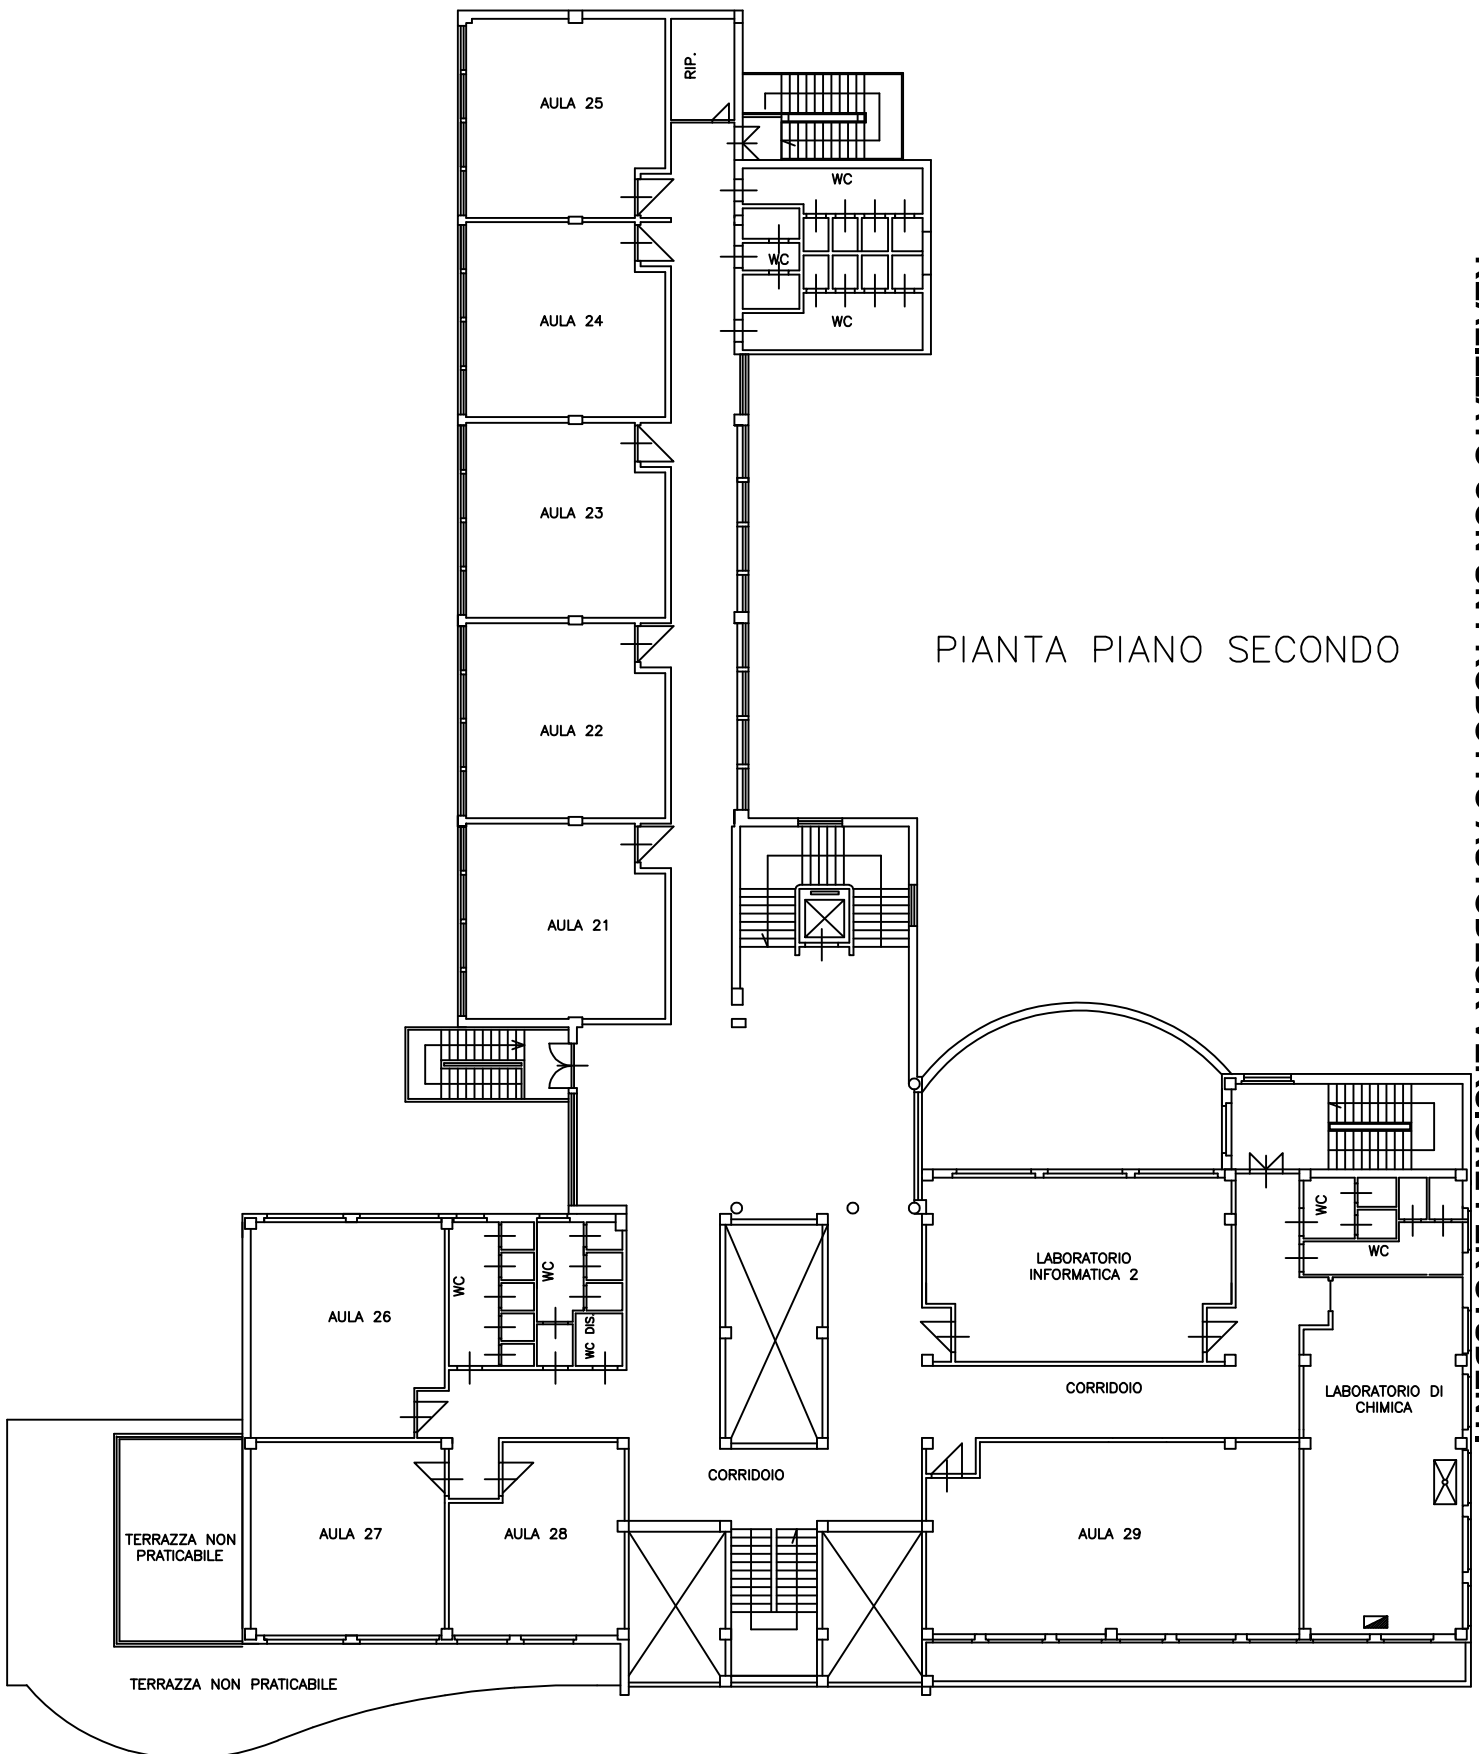 RIP.
AULA 25
WC
WC
AULA 24
WC
AULA 23
PIANTA PIANO SECONDO
AULA 22
AULA 21
WC
LABORATORIO
INFORMATICA 2
WC
WC
WC
AULA 26
WC DIS.
CORRIDOIO
LABORATORIO DI
CHIMICA
CORRIDOIO
TERRAZZA NON
PRATICABILE
AULA 27
AULA 28
AULA 29
TERRAZZA NON PRATICABILE